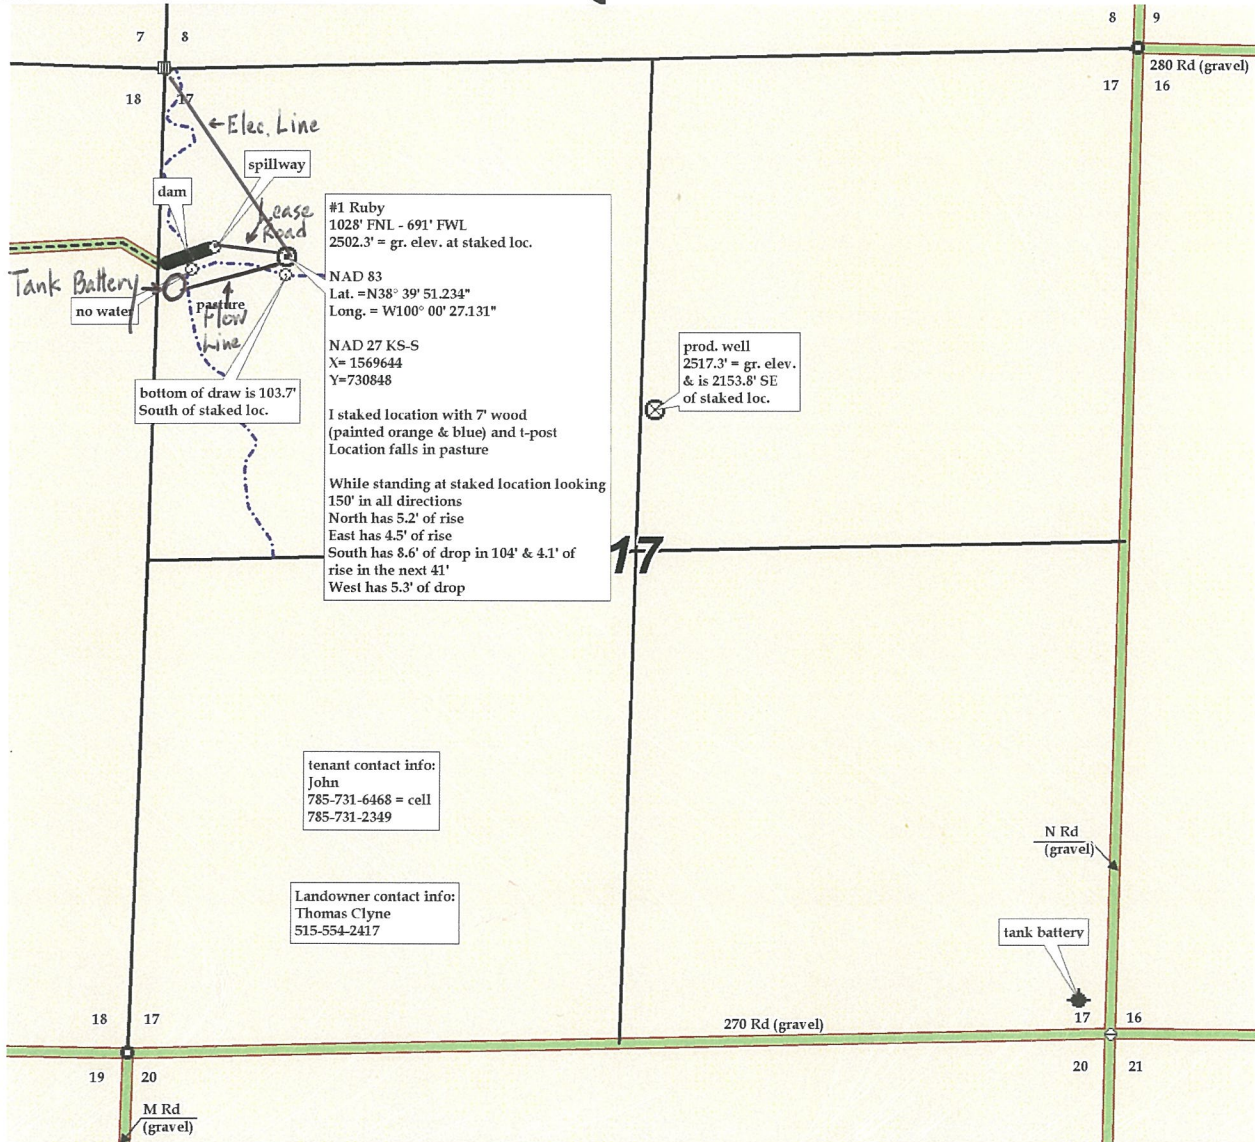 8 9
7 8
280 Rd (gravel)
18 17
17 16
←Elec. Line
spillway
dam
Lease
Road
#1 Ruby
1028' FNL - 691' FWL
2502.3' = gr. elev. at staked loc.
NAD 83
Lat. =N38° 39' 51.234"
Long. = W100° 00' 27.131"
NAD 27 KS-S
X= 1569644
Y=730848
I staked location with 7' wood
(painted orange & blue) and t-post
Location falls in pasture
While standing at staked location looking
150' in all directions
North has 5.2' of rise
East has 4.5' of rise
South has 8.6' of drop in 104' & 4.1' of
rise in the next 41'
West has 5.3' of drop
Tank Battery
no water
pasture
Flow
Line
bottom of draw is 103.7'
South of staked loc.
prod. well
2517.3' = gr. elev.
& is 2153.8' SE
of staked loc.
17
tenant contact info:
John
785-731-6468 = cell
785-731-2349
Landowner contact info:
Thomas Clyne
515-554-2417
N Rd
(gravel)
tank battery
18 17
270 Rd (gravel)
17 16
19 20
20 21
M Rd
(gravel)